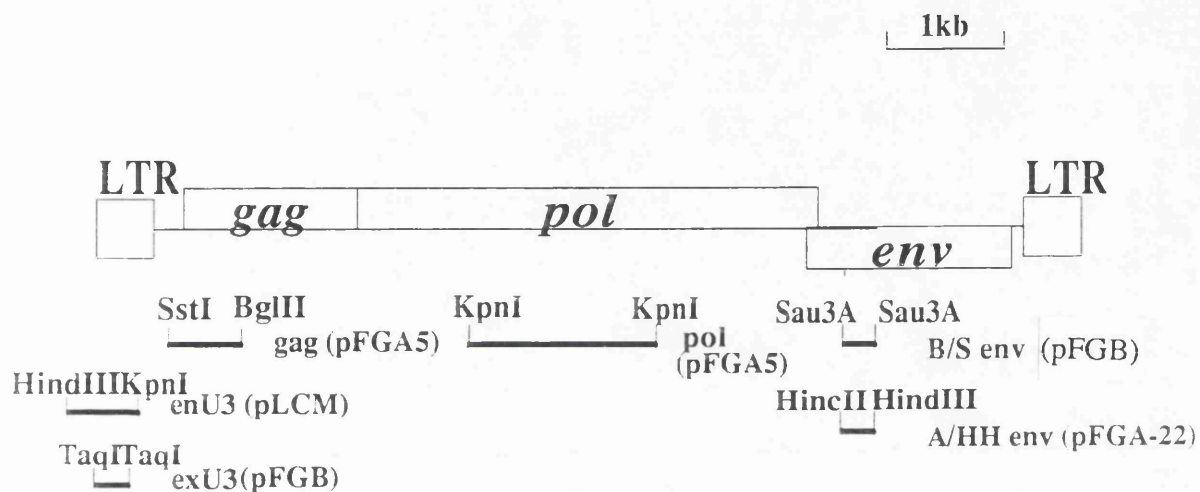 1kb
LTR
LTR
gag
pol
env
SstI BglII
KpnI KpnI
Sau3A Sau3A
gag (pFGA5)
pol
(pFGA5)
B/S env (pFGB)
HindIIIKpnI
enU3 (pLCM)
HincII HindIII
A/HH env (pFGA-22)
TaqITaqI
exU3(pFGB)